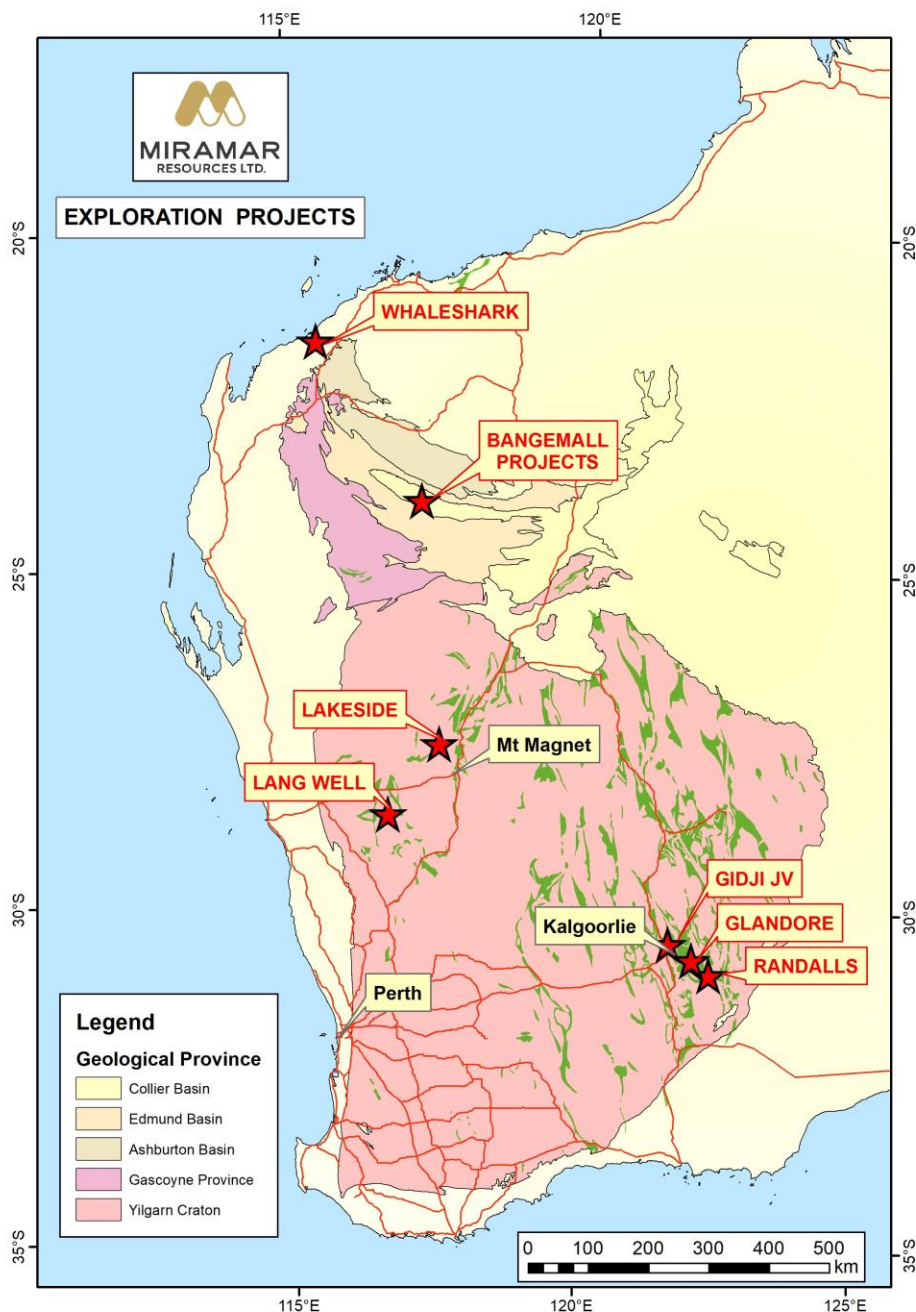 115°E
120°E
MIRAMAR
RESOURCES LTD.
EXPLORATION PROJECTS
20°S
20°S
WHALESHARK
BANGEMALL
PROJECTS
25°S
25°S
LAKESIDE
Mt Magnet
LANG WELL
GIDJI JV
30°S
30°S
Kalgoorlie
GLANDORE
RANDALLS
Perth
Legend
Geological Province
Collier Basin
Edmund Basin
Ashburton Basin
Gascoyne Province
Yilgarn Craton
35°S
35°S
0 100 200 300 400 500
km
115°E
120°E
125°E